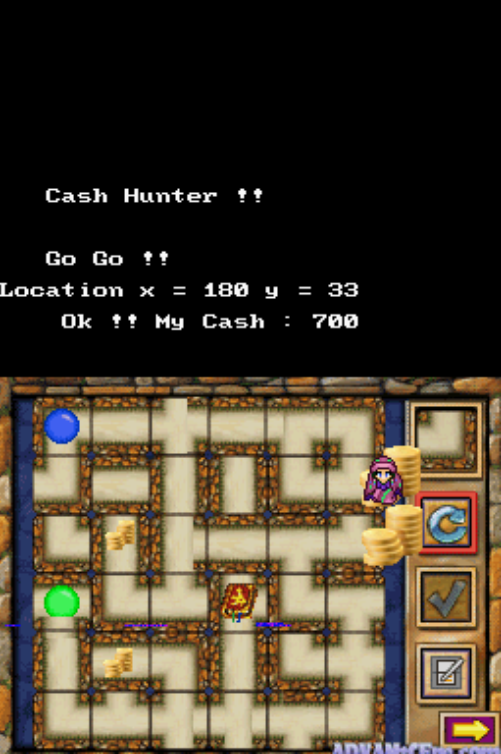 Cash Hunter !!
Go Go !!
Location x = 180 y = 33
Ok !! My Cash : 700